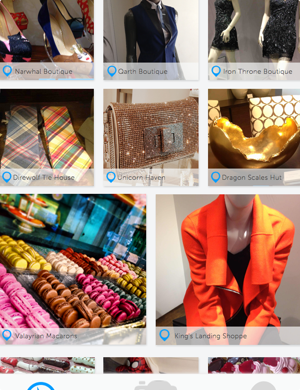 Narwhal Boutique
Qarth Boutique
Iron Throne Boutique
Direwolf Tie House
Unicorn Haven
Dragon Scales Hut
Valayrian Macarons
King's Landing Shoppe